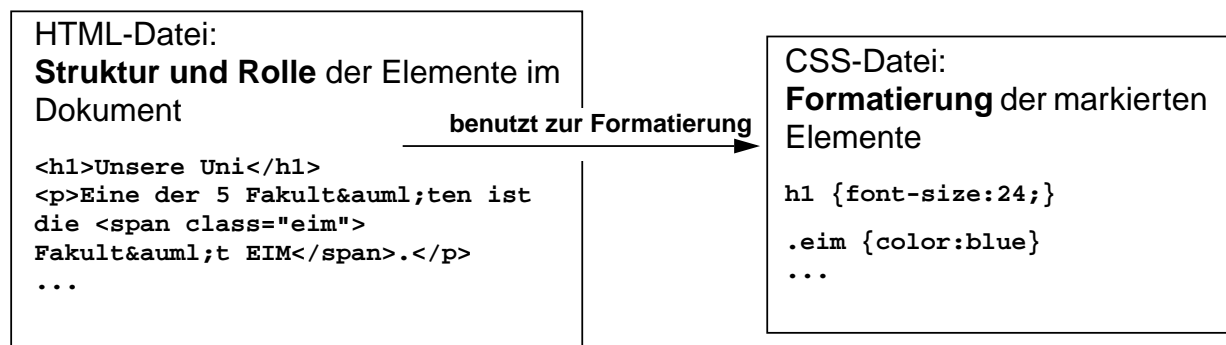 HTML-Datei:
Struktur und Rolle der Elemente im
Dokument
<h1>Unsere Uni</h1>
<p>Eine der 5 Fakult&auml;ten ist
die <span class="eim">
Fakult&auml;t EIM</span>.</p>
...
benutzt zur Formatierung
CSS-Datei:
Formatierung der markierten
Elemente
h1 {font-size:24;}
.eim {color:blue}
...